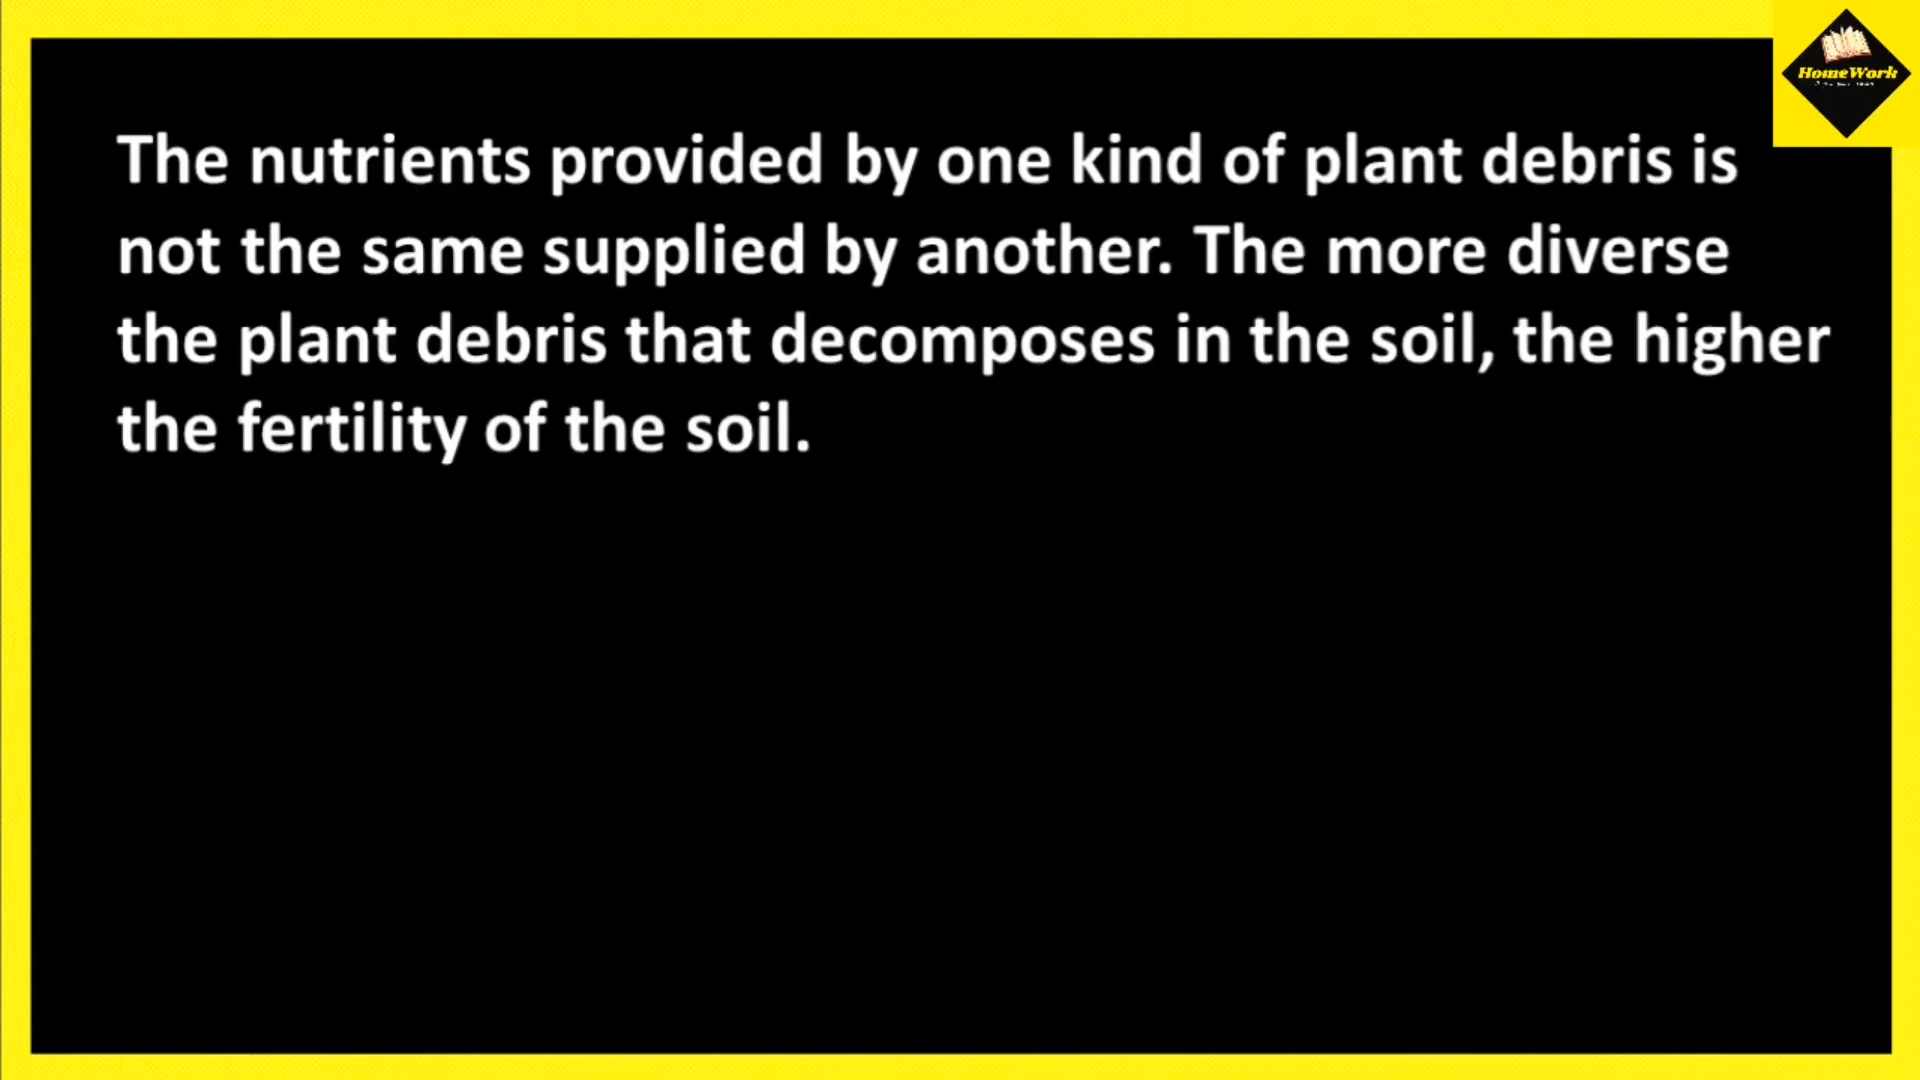 HomeWork
The nutrients provided by one kind of plant debris is
not the same supplied by another. The more diverse
the plant debris that decomposes in the soil, the higher
the fertility of the soil.